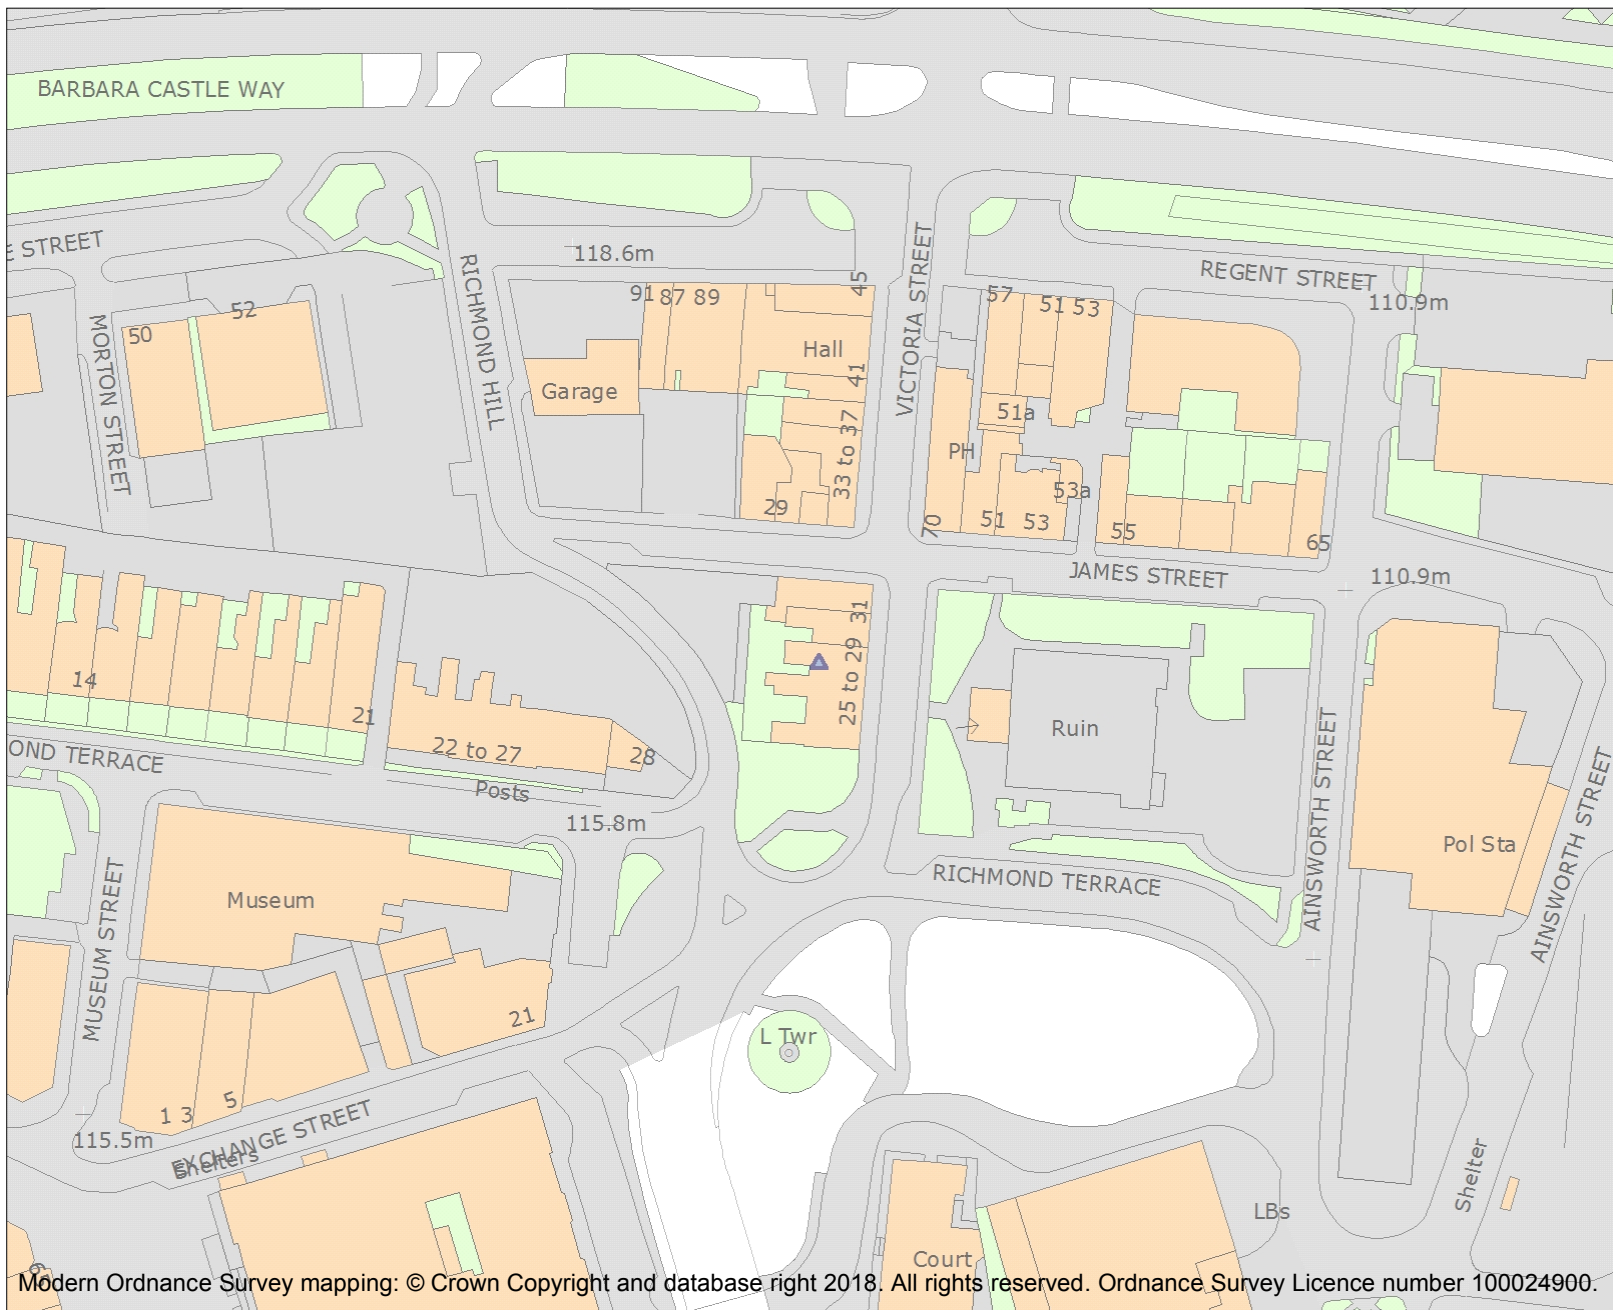 BARBARA CASTLE WAY
E STREET
118.6m
REGENT STREET
110.9m
RICHMOND HILL
VICTORIA STREET
MORTON STREET
50
52
91
87
89
45
57
51
53
Hall
41
Garage
51a
33 to 37
PH
53a
29
70
51
53
55
65
JAMES STREET
110.9m
31
25 to 29
14
21
22 to 27
28
Ruin
OND TERRACE
Posts
115.8m
AINSWORTH STREET
Pol Sta
AINSWORTH STREET
RICHMOND TERRACE
Museum
MUSEUM STREET
21
L Twr
1
3
5
115.5m
EXCHANGE STREET
Shelters
Shelter
LBs
Court
Modern Ordnance Survey mapping: © Crown Copyright and database right 2018. All rights reserved. Ordnance Survey Licence number 100024900.